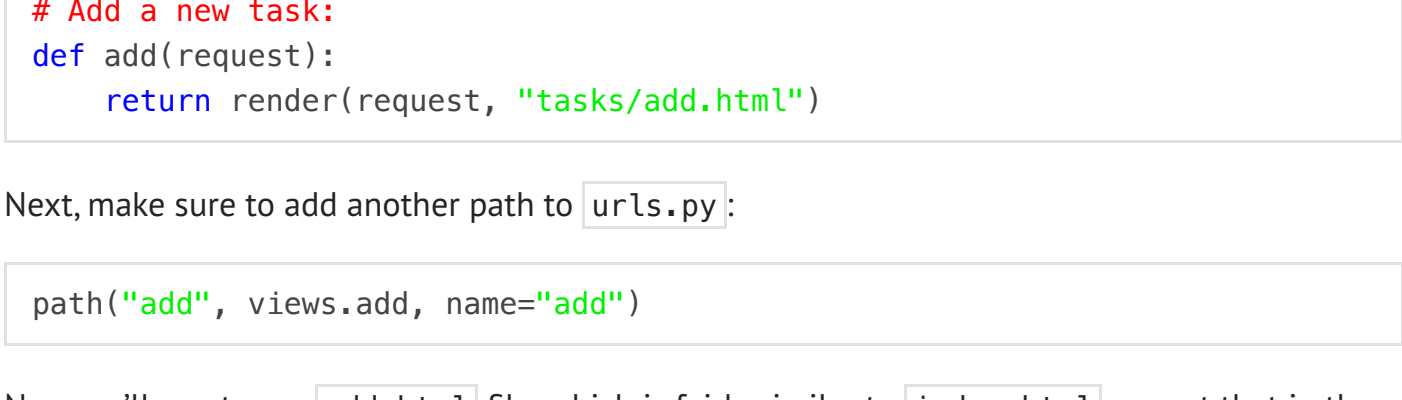 # Add a new task:
def add(request):
    return render(request, "tasks/add.html")
Next, make sure to add another path to urls.py:
path("add", views.add, name="add")